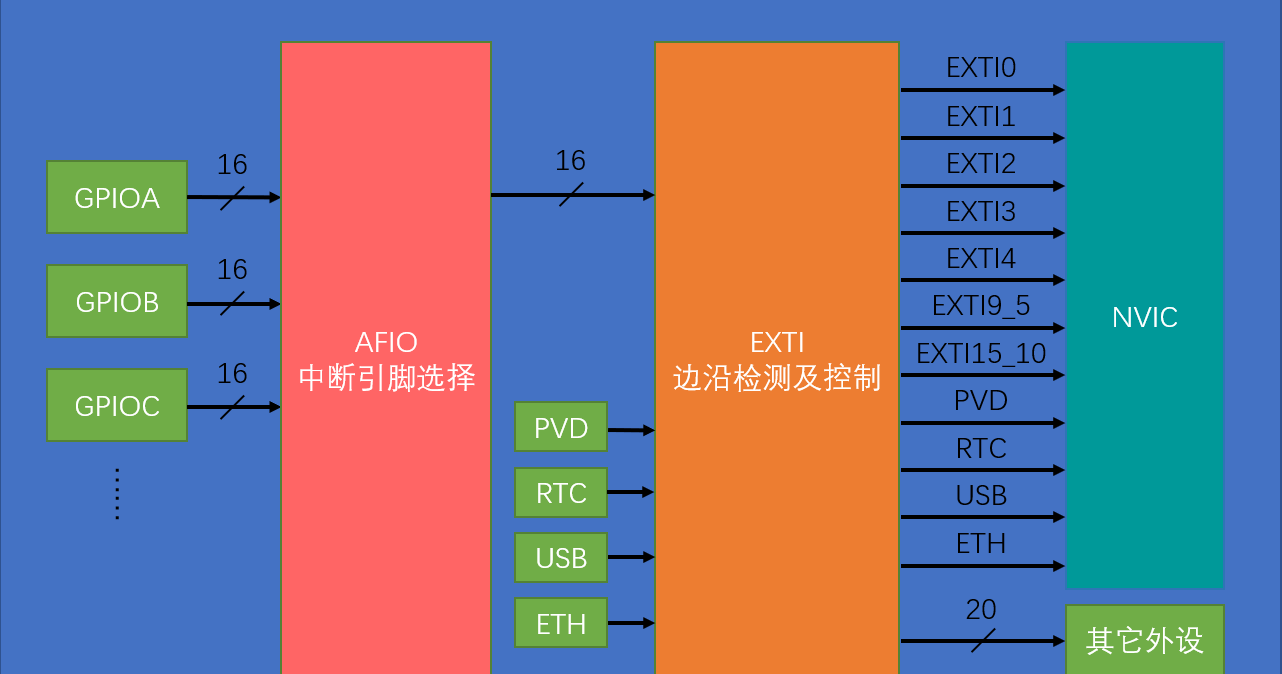 GPIOA
16
GPIOB
16
GPIOC
16
AFIO
中断引脚选择
16
PVD
RTC
USB
ETH
EXTI
边沿检测及控制
EXTI0
EXTI1
EXTI2
EXTI3
EXTI4
EXTI9_5
EXTI15_10
PVD
RTC
USB
ETH
20
NVIC
其它外设